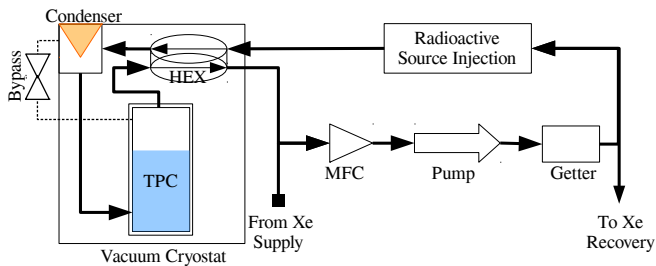 Condenser
Bypass
HEX
Radioactive
Source Injection
TPC
MFC
Pump
Getter
From Xe
Supply
To Xe
Recovery
Vacuum Cryostat